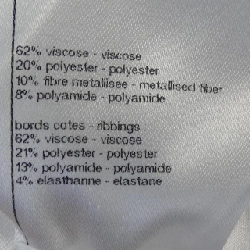 62% viscose - viscose
20% polyester - polyester
10% fibre metallisee - metallised fiber
8% polyamide - polyamide
bords cotes - ribbings
62% viscose - viscose
21% polyester - polyester
13% polyamide - polyamide
4% elasthanne - elastane